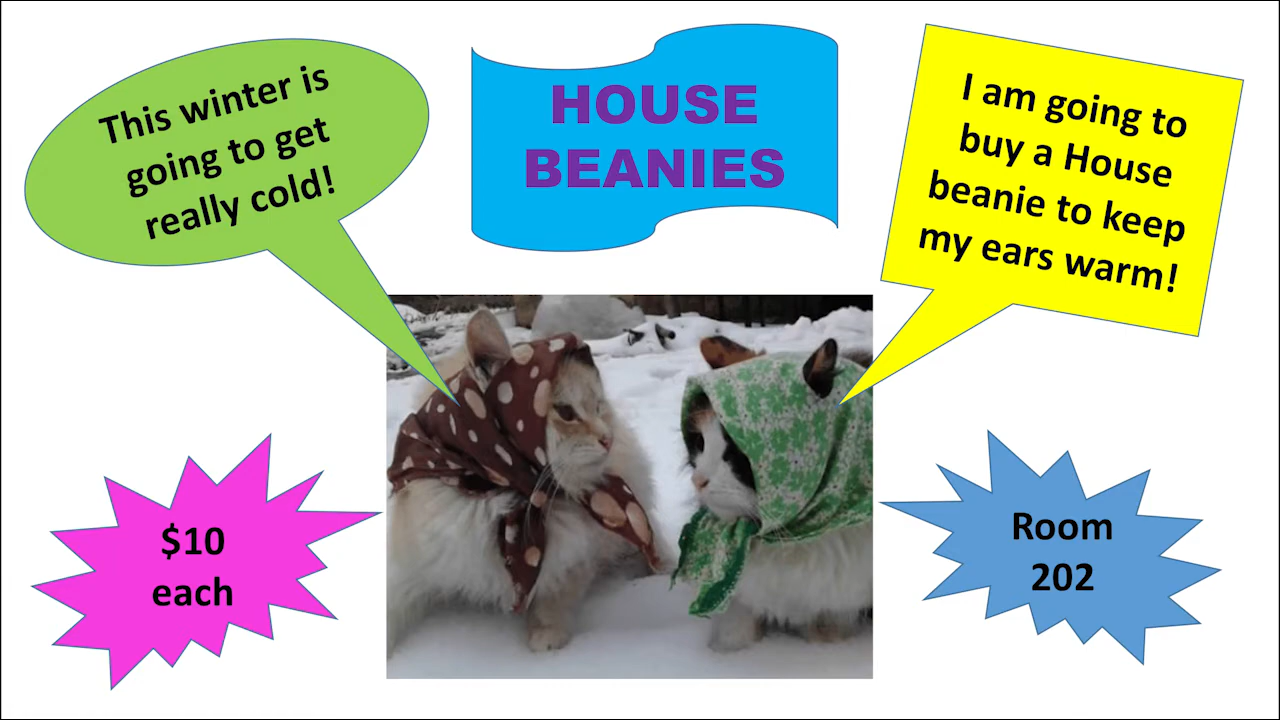 This winter is
going to get
really cold!
HOUSE
BEANIES
I am going to
buy a House
beanie to keep
my ears warm!
$10
each
Room
202